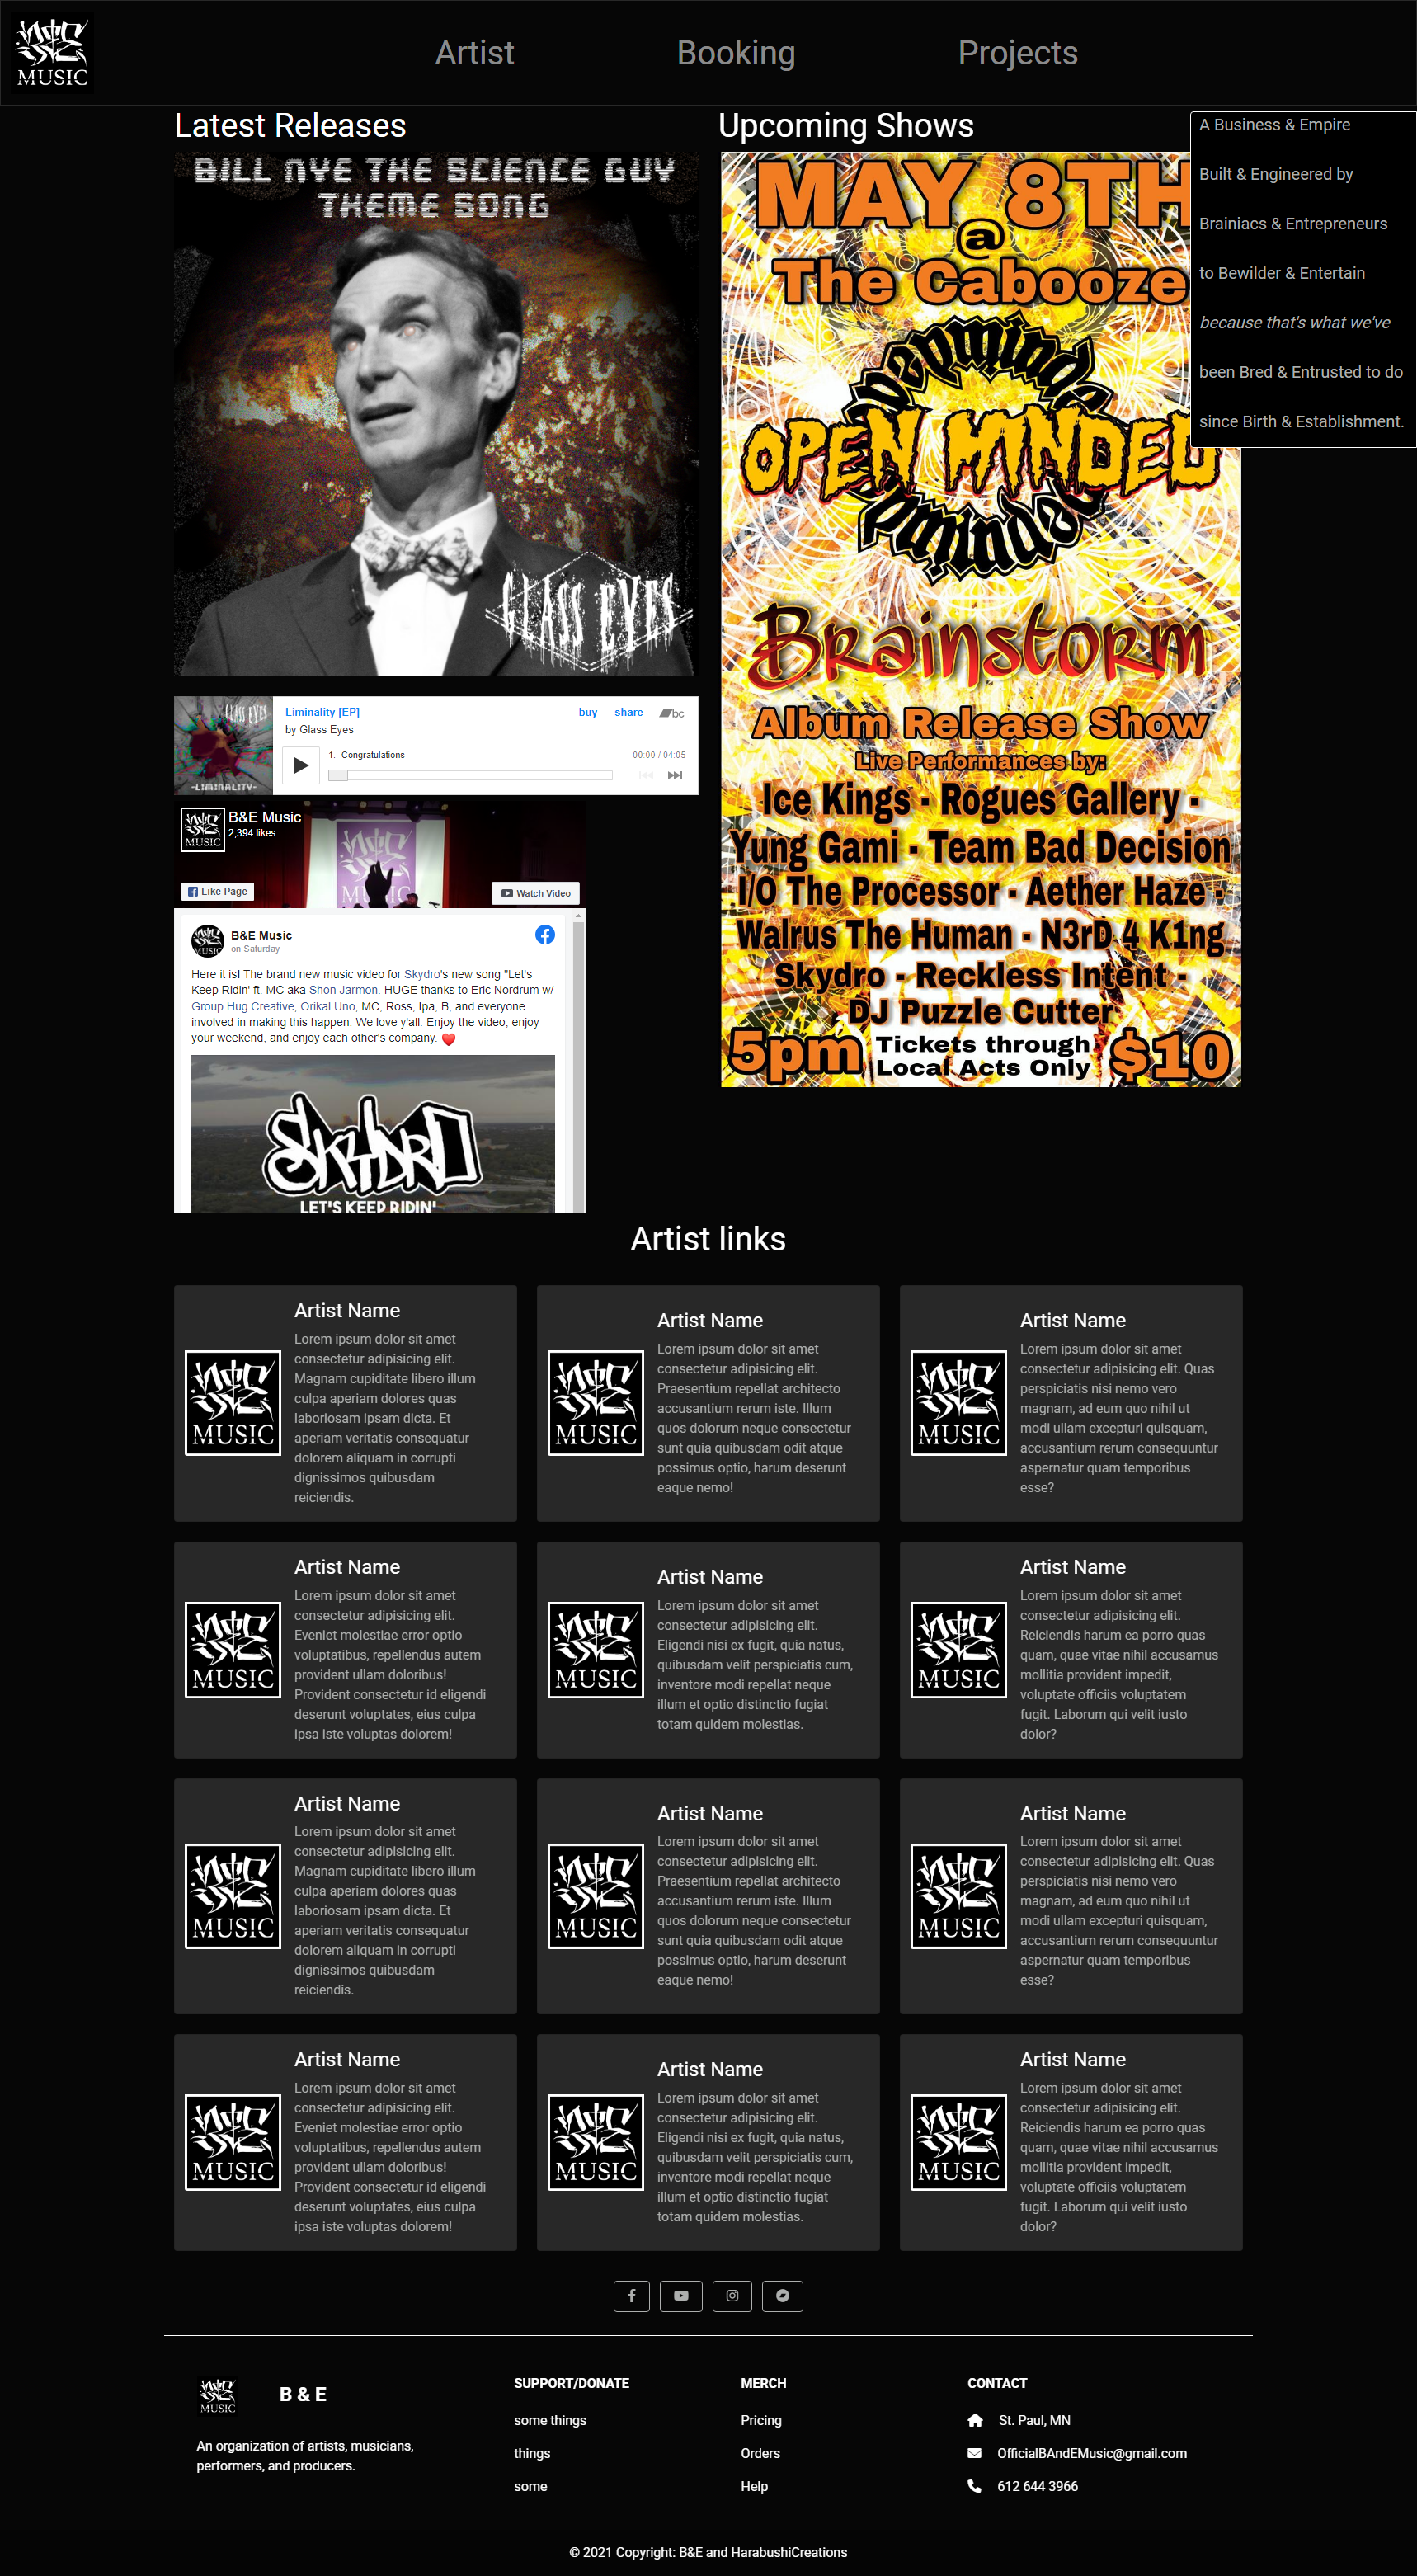 MUSIC
Artist
Booking
Projects
Latest Releases
BILL NYE THE SCIENCE GUY
THEME SONG
GLASS EYES
Liminality [EP]
by Glass Eyes
buy
share
bc
1. Congratulations
00:00 / 04:05
GLASS EYES
-LIMINALITY-
B&E Music
2,394 likes
MUSIC
MUSIC
Like Page
Watch Video
B&E Music
on Saturday
Here it is! The brand new music video for Skydro's new song "Let's
Keep Ridin' ft. MC aka Shon Jarmon. HUGE thanks to Eric Nordrum w/
Group Hug Creative, Orikal Uno, MC, Ross, Ipa, B, and everyone
involved in making this happen. We love y'all. Enjoy the video, enjoy
your weekend, and enjoy each other's company. ❤️
SKYDRO
LET'S KEEP RIDIN'
Upcoming Shows
MAY 8TH
@
The Cabooze
OPEN MINDED
Brainstorm
Album Release Show
Live Performances by:
Ice Kings - Rogues Gallery -
Yung Gami - Team Bad Decision
I/O The Processor - Aether Haze -
Walrus The Human - N3rD 4 K1ng
Skydro - Reckless Intent -
DJ Puzzle Cutter
5pm
Tickets through
Local Acts Only
$10
A Business & Empire
Built & Engineered by
Brainiacs & Entrepreneurs
to Bewilder & Entertain
because that's what we've
been Bred & Entrusted to do
since Birth & Establishment.
Artist links
MUSIC
Artist Name
Lorem ipsum dolor sit amet
consectetur adipisicing elit.
Magnam cupiditate libero illum
culpa aperiam dolores quas
laboriosam ipsam dicta. Et
aperiam veritatis consequatur
dolorem aliquam in corrupti
dignissimos quibusdam
reiciendis.
MUSIC
Artist Name
Lorem ipsum dolor sit amet
consectetur adipisicing elit.
Praesentium repellat architecto
accusantium rerum iste. Illum
quos dolorum neque consectetur
sunt quia quibusdam odit atque
possimus optio, harum deserunt
eaque nemo!
MUSIC
Artist Name
Lorem ipsum dolor sit amet
consectetur adipisicing elit. Quas
perspiciatis nisi nemo vero
magnam, ad eum quo nihil ut
modi ullam excepturi quisquam,
accusantium rerum consequuntur
aspernatur quam temporibus
esse?
MUSIC
Artist Name
Lorem ipsum dolor sit amet
consectetur adipisicing elit.
Eveniet molestiae error optio
voluptatibus, repellendus autem
provident ullam doloribus!
Provident consectetur id eligendi
deserunt voluptates, eius culpa
ipsa iste voluptas dolorem!
MUSIC
Artist Name
Lorem ipsum dolor sit amet
consectetur adipisicing elit.
Eligendi nisi ex fugit, quia natus,
quibusdam velit perspiciatis cum,
inventore modi repellat neque
illum et optio distinctio fugiat
totam quidem molestias.
MUSIC
Artist Name
Lorem ipsum dolor sit amet
consectetur adipisicing elit.
Reiciendis harum ea porro quas
quam, quae vitae nihil accusamus
mollitia provident impedit,
voluptate officiis voluptatem
fugit. Laborum qui velit iusto
dolor?
MUSIC
Artist Name
Lorem ipsum dolor sit amet
consectetur adipisicing elit.
Magnam cupiditate libero illum
culpa aperiam dolores quas
laboriosam ipsam dicta. Et
aperiam veritatis consequatur
dolorem aliquam in corrupti
dignissimos quibusdam
reiciendis.
MUSIC
Artist Name
Lorem ipsum dolor sit amet
consectetur adipisicing elit.
Praesentium repellat architecto
accusantium rerum iste. Illum
quos dolorum neque consectetur
sunt quia quibusdam odit atque
possimus optio, harum deserunt
eaque nemo!
MUSIC
Artist Name
Lorem ipsum dolor sit amet
consectetur adipisicing elit. Quas
perspiciatis nisi nemo vero
magnam, ad eum quo nihil ut
modi ullam excepturi quisquam,
accusantium rerum consequuntur
aspernatur quam temporibus
esse?
MUSIC
Artist Name
Lorem ipsum dolor sit amet
consectetur adipisicing elit.
Eveniet molestiae error optio
voluptatibus, repellendus autem
provident ullam doloribus!
Provident consectetur id eligendi
deserunt voluptates, eius culpa
ipsa iste voluptas dolorem!
MUSIC
Artist Name
Lorem ipsum dolor sit amet
consectetur adipisicing elit.
Eligendi nisi ex fugit, quia natus,
quibusdam velit perspiciatis cum,
inventore modi repellat neque
illum et optio distinctio fugiat
totam quidem molestias.
MUSIC
Artist Name
Lorem ipsum dolor sit amet
consectetur adipisicing elit.
Reiciendis harum ea porro quas
quam, quae vitae nihil accusamus
mollitia provident impedit,
voluptate officiis voluptatem
fugit. Laborum qui velit iusto
dolor?
MUSIC
B & E
An organization of artists, musicians,
performers, and producers.
SUPPORT/DONATE
some things
things
some
MERCH
Pricing
Orders
Help
CONTACT
St. Paul, MN
OfficialBAndEMusic@gmail.com
612 644 3966
© 2021 Copyright: B&E and HarabushiCreations